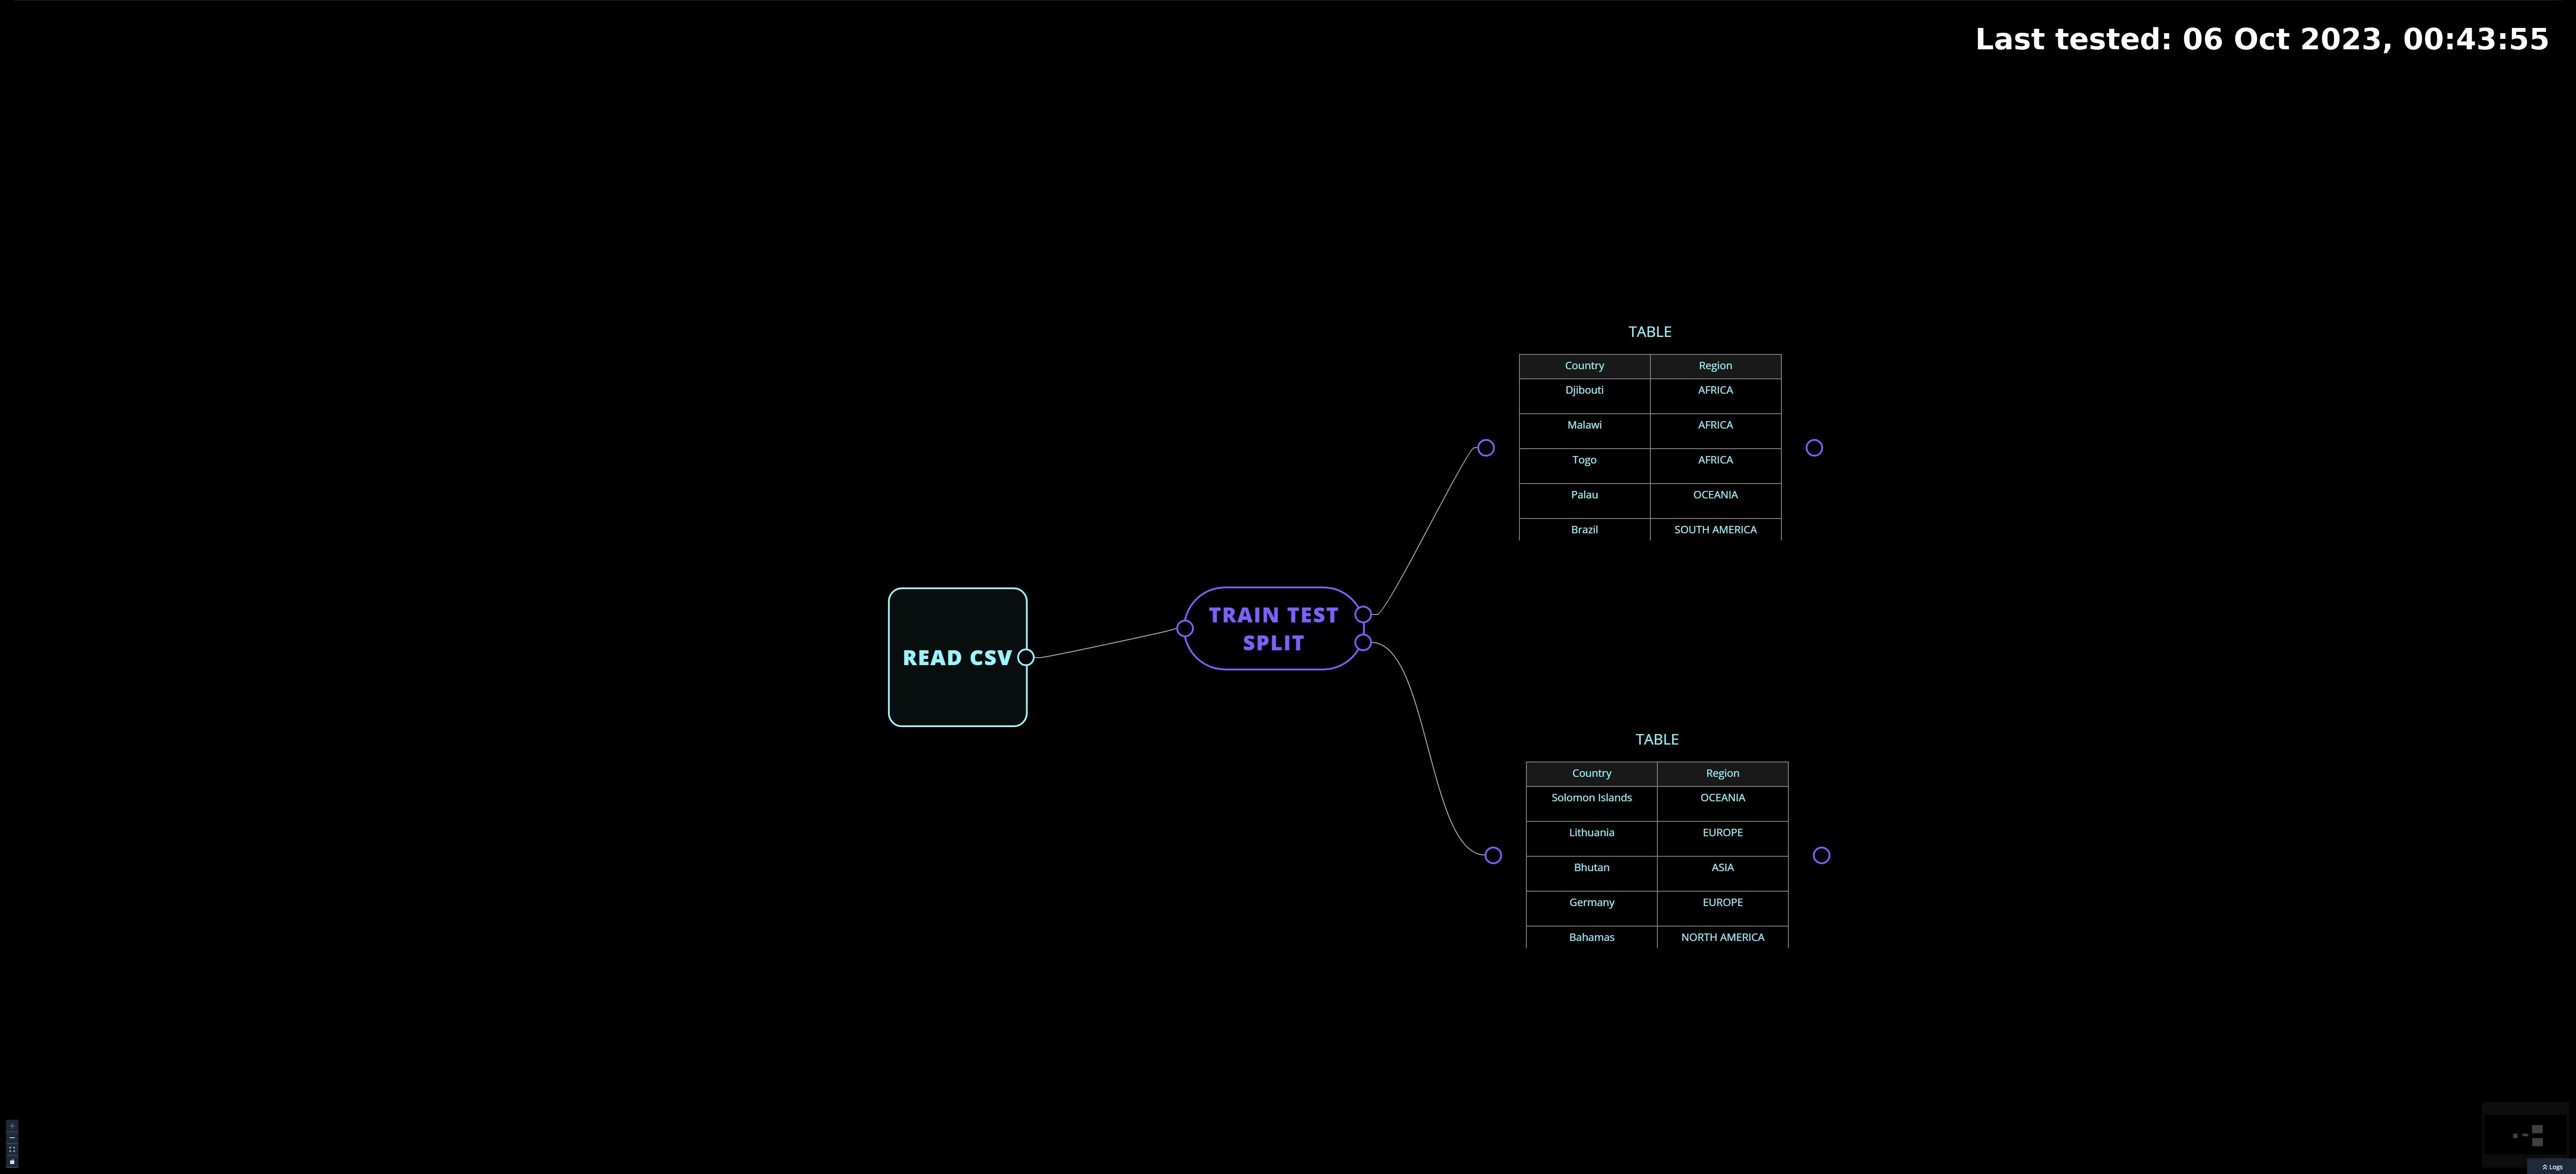 Last tested: 06 Oct 2023, 00:43:55
TABLE
Country Region
Djibouti AFRICA
Malawi AFRICA
Togo AFRICA
Palau OCEANIA
Brazil SOUTH AMERICA
READ CSV
TRAIN TEST
SPLIT
TABLE
Country Region
Solomon Islands OCEANIA
Lithuania EUROPE
Bhutan ASIA
Germany EUROPE
Bahamas NORTH AMERICA
Logs